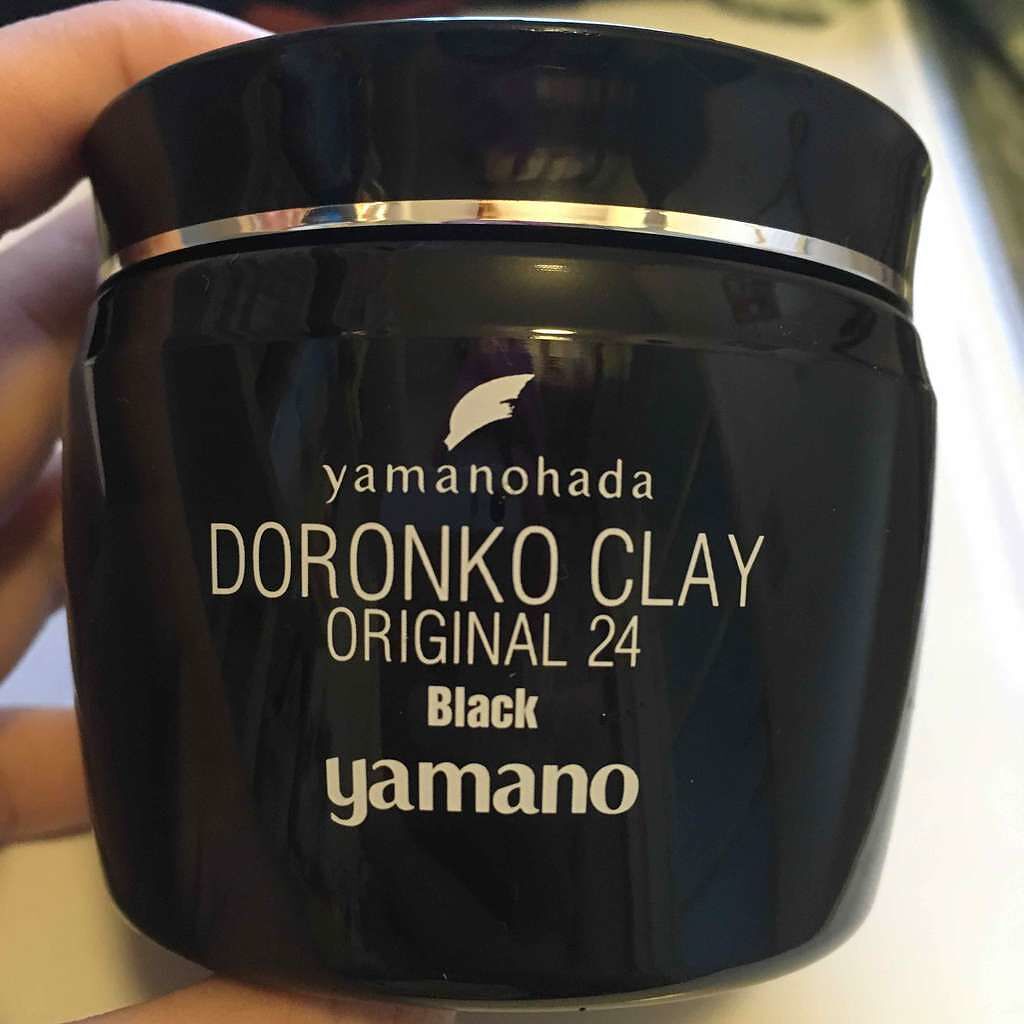 yamanohada
DORONKO CLAY
ORIGINAL 24
Black
yamano